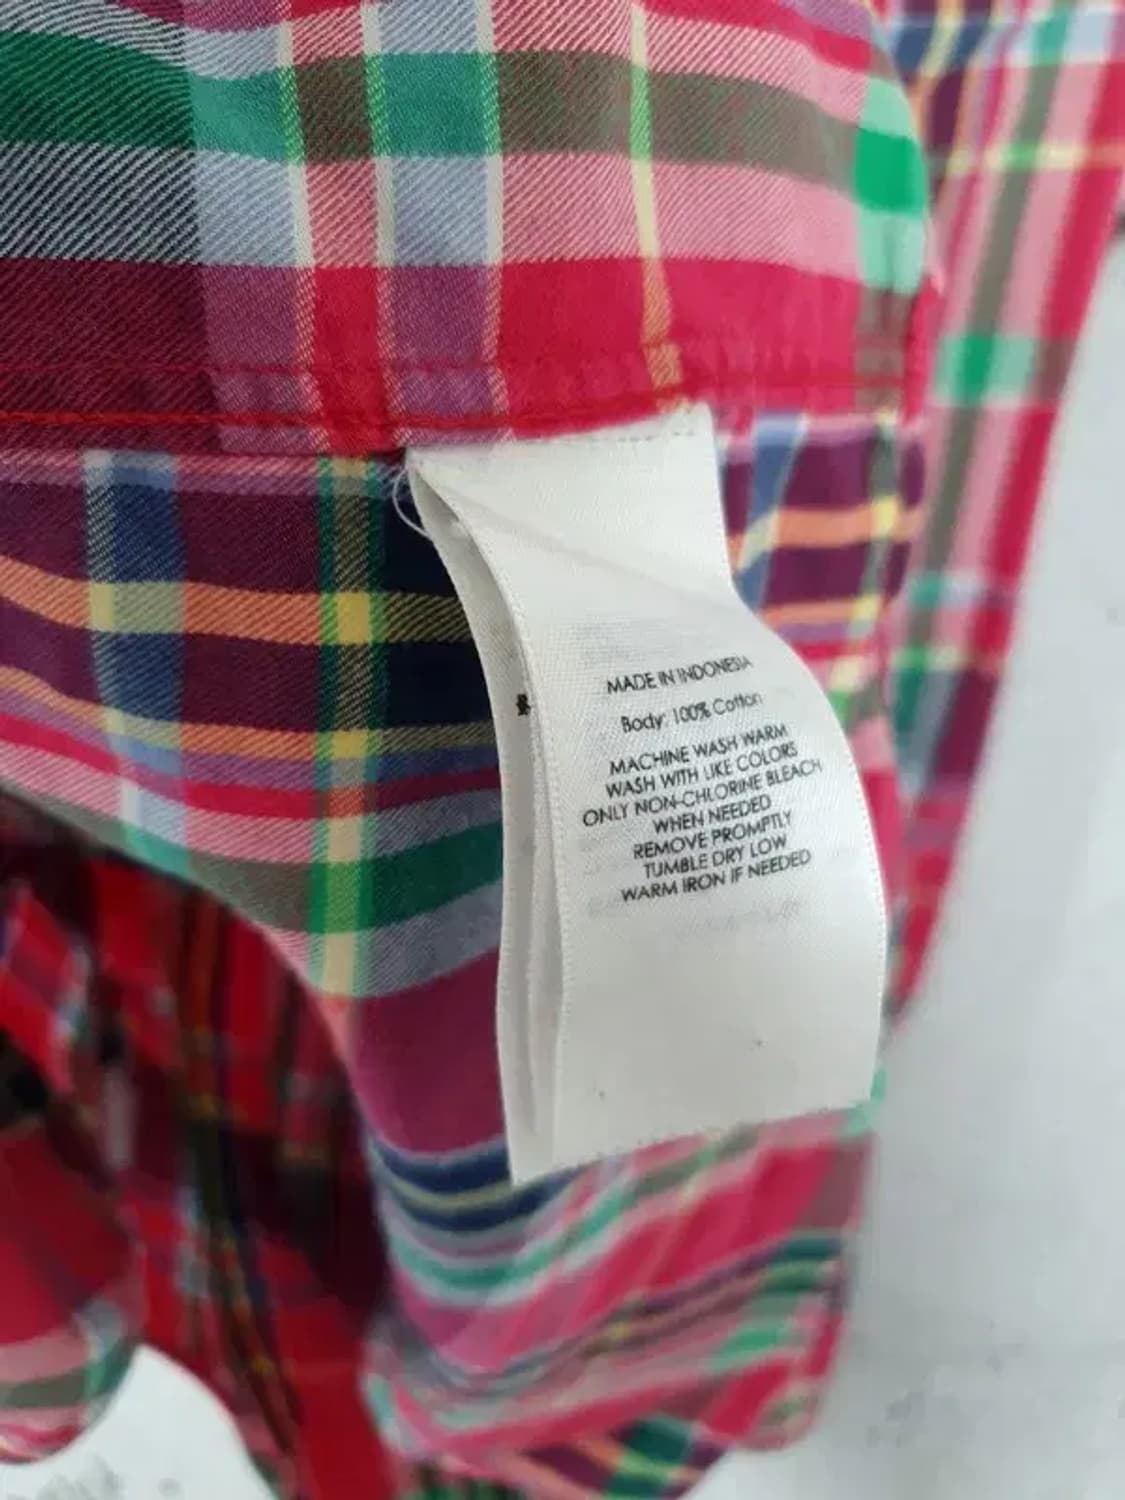 MADE IN INDONESIA
Body: 100% Cotton
MACHINE WASH WARM
WASH WITH LIKE COLORS
ONLY NON-CHLORINE BLEACH
WHEN NEEDED
REMOVE PROMPTLY
TUMBLE DRY LOW
WARM IRON IF NEEDED